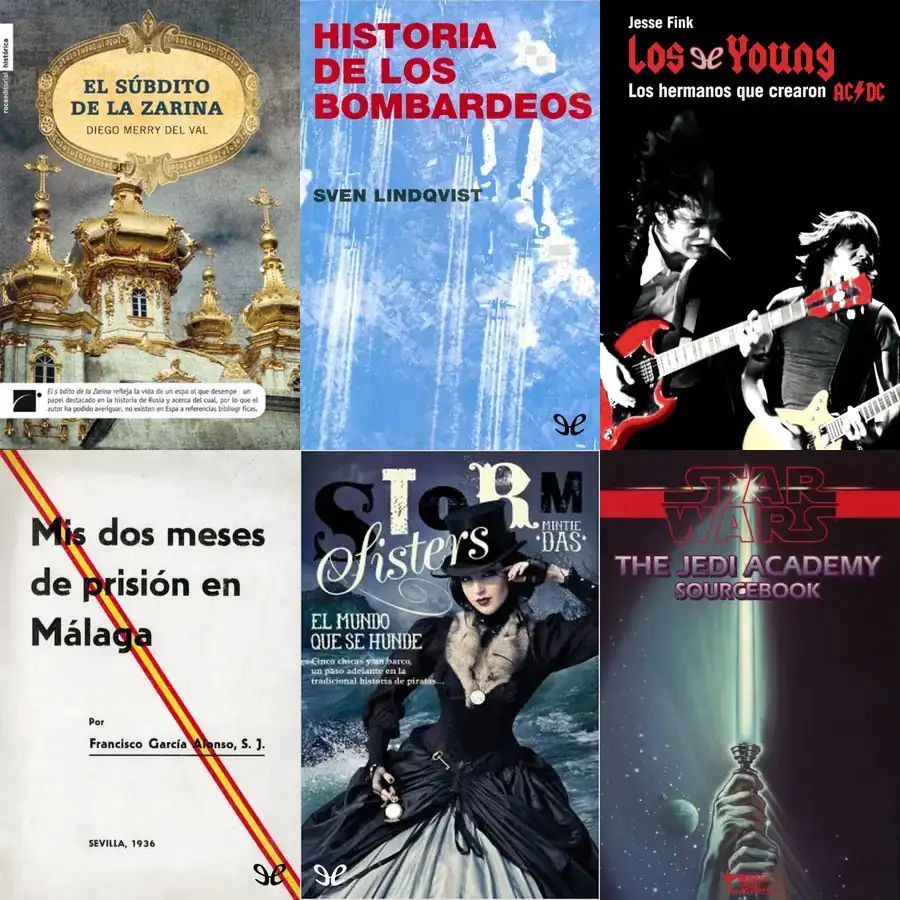 rocaeditorial histórica
EL SÚBDITO
DE LA ZARINA
DIEGO MERRY DEL VAL
El s bdito de la Zarina refleja la vida de un espa ol que desempe un
papel destacado en la historia de Rusia y acerca del cual, por lo que el
autor ha podido averiguar, no existen en Espa a referencias bibliogr ficas.
HISTORIA
DE LOS
BOMBARDEOS
SVEN LINDQVIST
Jesse Fink
Los Young
Los hermanos que crearon AC/DC
Mis dos meses
de prisión en
Málaga
Por
Francisco García Alonso, S. J.
SEVILLA, 1936
STORM
Sisters
MINTIE
DAS
EL MUNDO
QUE SE HUNDE
Cinco chicas y un barco,
un paso adelante en la
tradicional historia de piratas...
STAR
WARS
THE JEDI ACADEMY
SOURCEBOOK